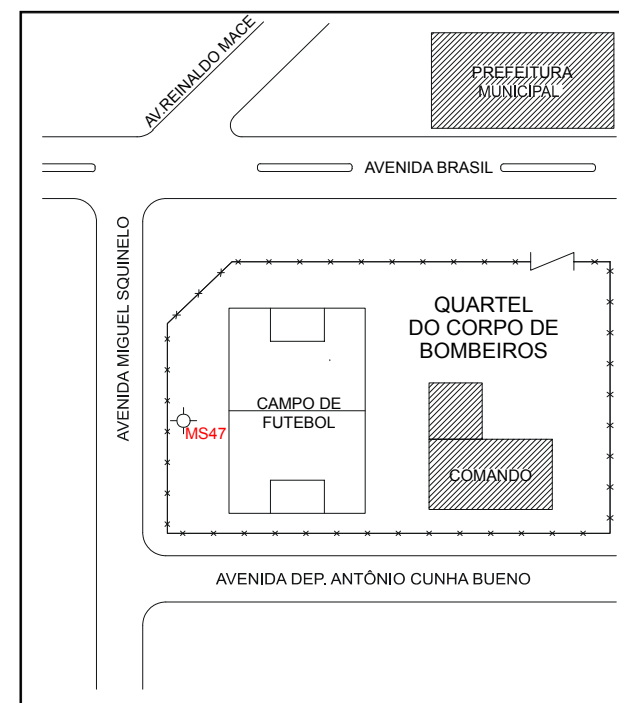 AV.REINALDO MACE
PREFEITURA
MUNICIPAL
AVENIDA BRASIL
AVENIDA MIGUEL SQUINELO
QUARTEL
DO CORPO DE
BOMBEIROS
CAMPO DE
FUTEBOL
MS47
COMANDO
AVENIDA DEP. ANTÔNIO CUNHA BUENO